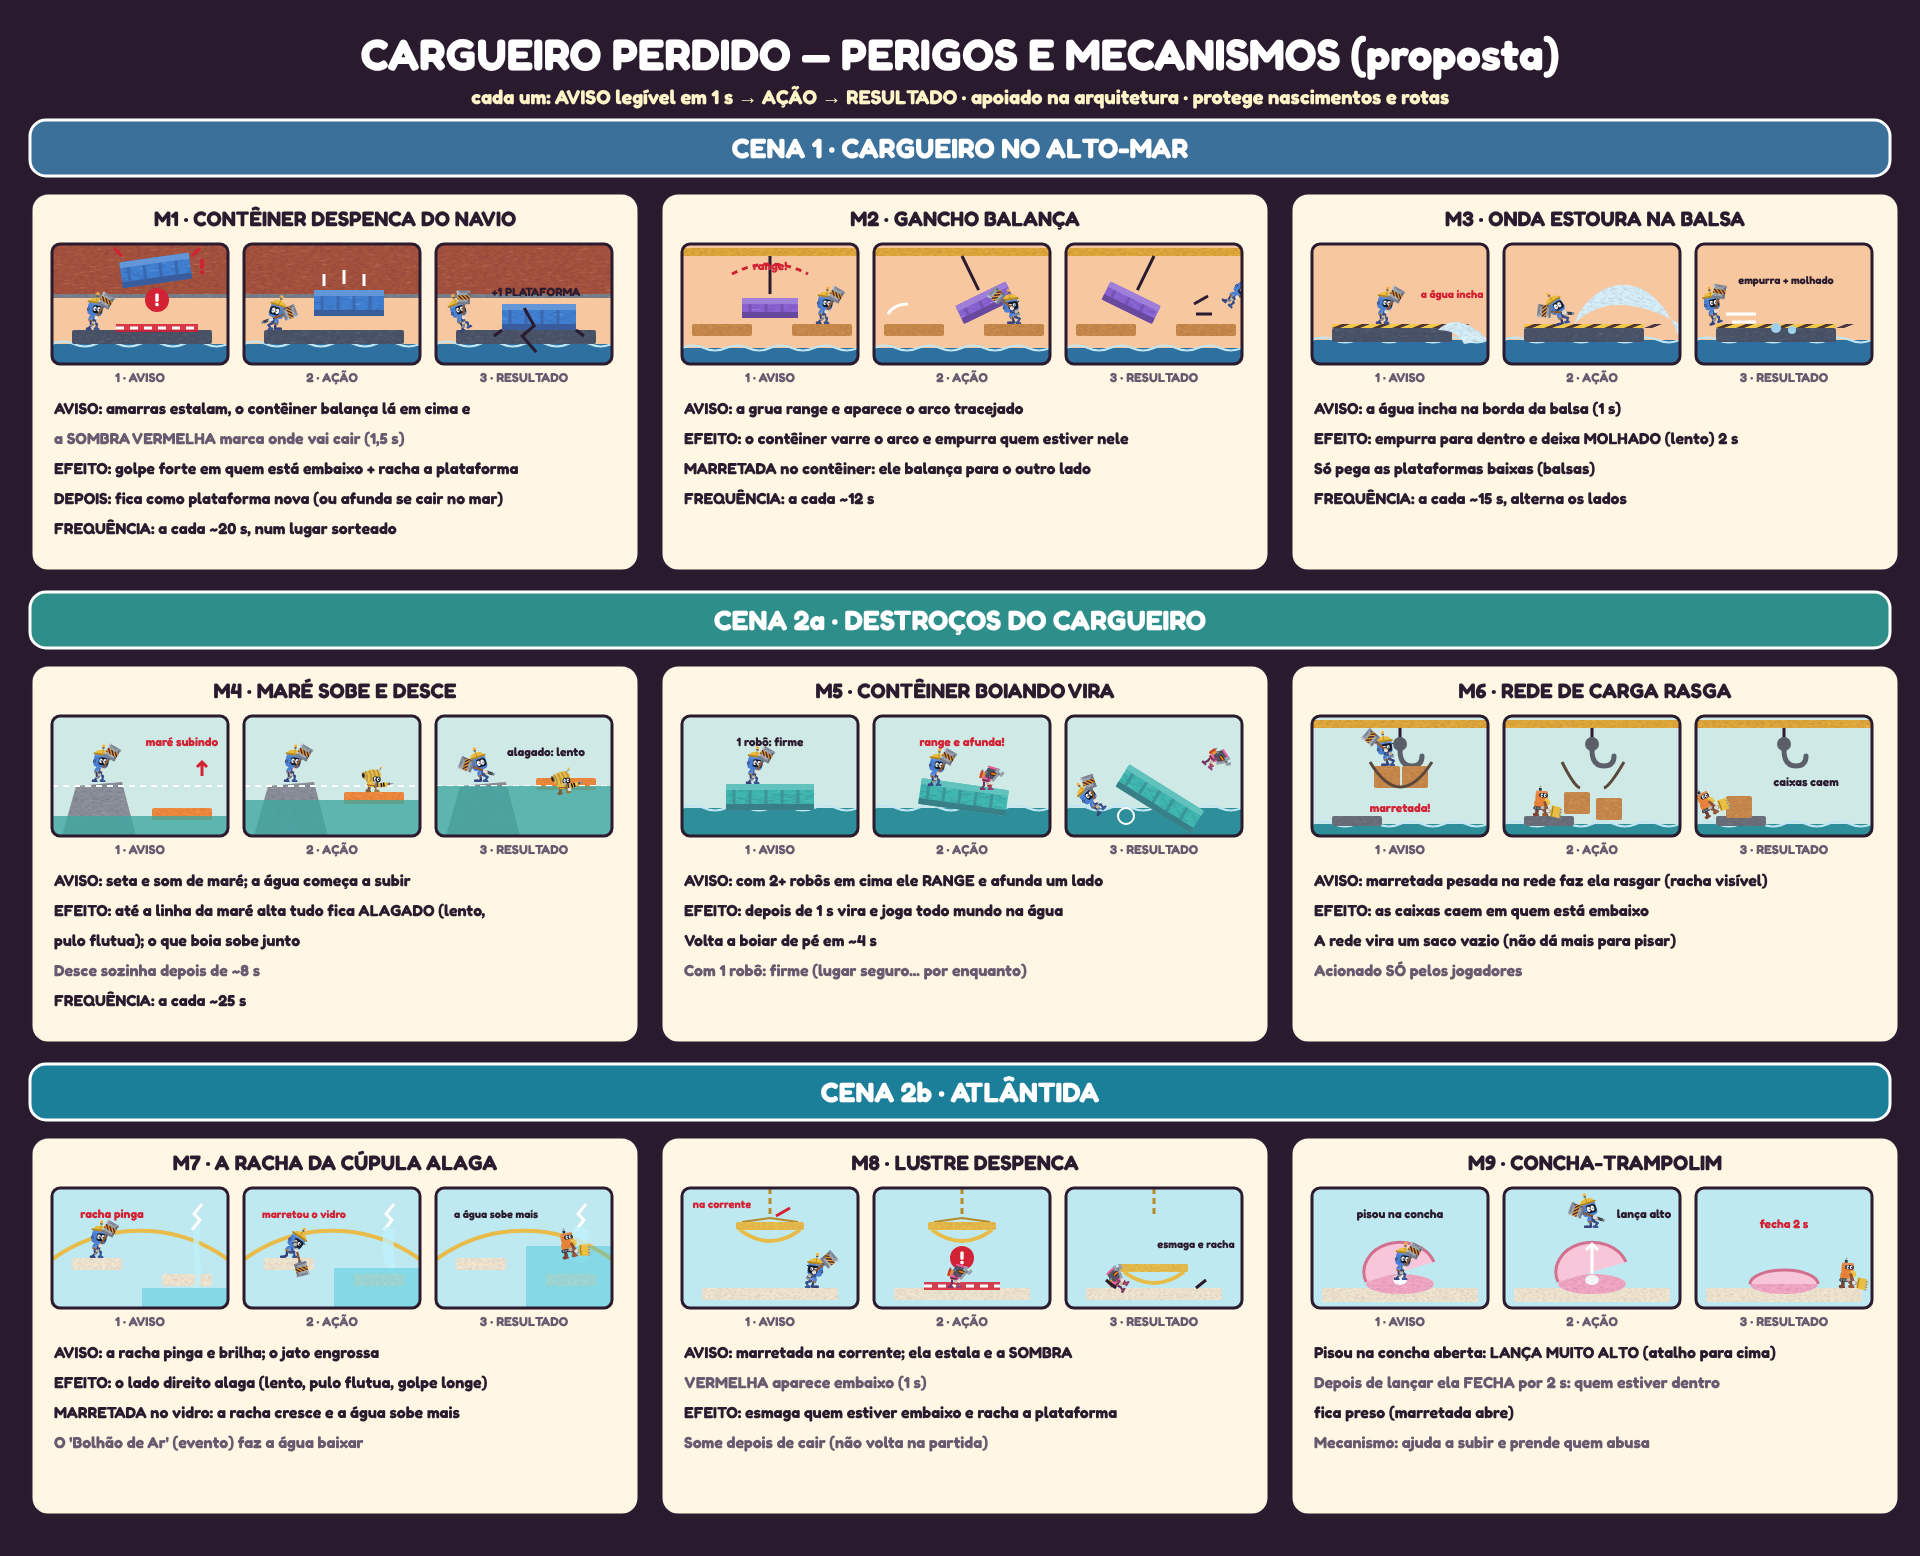 CARGUEIRO PERDIDO — PERIGOS E MECANISMOS (proposta)
cada um: AVISO legível em 1 s → AÇÃO → RESULTADO · apoiado na arquitetura · protege nascimentos e rotas
CENA 1 · CARGUEIRO NO ALTO-MAR
M1 · CONTÊINER DESPENCA DO NAVIO
!
!
+1 PLATAFORMA
1 · AVISO
2 · AÇÃO
3 · RESULTADO
AVISO: amarras estalam, o contêiner balança lá em cima e
a SOMBRA VERMELHA marca onde vai cair (1,5 s)
EFEITO: golpe forte em quem está embaixo + racha a plataforma
DEPOIS: fica como plataforma nova (ou afunda se cair no mar)
FREQUÊNCIA: a cada ~20 s, num lugar sorteado
M2 · GANCHO BALANÇA
range!
1 · AVISO
2 · AÇÃO
3 · RESULTADO
AVISO: a grua range e aparece o arco tracejado
EFEITO: o contêiner varre o arco e empurra quem estiver nele
MARRETADA no contêiner: ele balança para o outro lado
FREQUÊNCIA: a cada ~12 s
M3 · ONDA ESTOURA NA BALSA
a água incha
empurra + molhado
1 · AVISO
2 · AÇÃO
3 · RESULTADO
AVISO: a água incha na borda da balsa (1 s)
EFEITO: empurra para dentro e deixa MOLHADO (lento) 2 s
Só pega as plataformas baixas (balsas)
FREQUÊNCIA: a cada ~15 s, alterna os lados
CENA 2a · DESTROÇOS DO CARGUEIRO
M4 · MARÉ SOBE E DESCE
maré subindo
alagado: lento
1 · AVISO
2 · AÇÃO
3 · RESULTADO
AVISO: seta e som de maré; a água começa a subir
EFEITO: até a linha da maré alta tudo fica ALAGADO (lento,
pulo flutua); o que boia sobe junto
Desce sozinha depois de ~8 s
FREQUÊNCIA: a cada ~25 s
M5 · CONTÊINER BOIANDO VIRA
1 robô: firme
range e afunda!
1 · AVISO
2 · AÇÃO
3 · RESULTADO
AVISO: com 2+ robôs em cima ele RANGE e afunda um lado
EFEITO: depois de 1 s vira e joga todo mundo na água
Volta a boiar de pé em ~4 s
Com 1 robô: firme (lugar seguro... por enquanto)
M6 · REDE DE CARGA RASGA
marretada!
caixas caem
1 · AVISO
2 · AÇÃO
3 · RESULTADO
AVISO: marretada pesada na rede faz ela rasgar (racha visível)
EFEITO: as caixas caem em quem está embaixo
A rede vira um saco vazio (não dá mais para pisar)
Acionado SÓ pelos jogadores
CENA 2b · ATLÂNTIDA
M7 · A RACHA DA CÚPULA ALAGA
racha pinga
marretou o vidro
a água sobe mais
1 · AVISO
2 · AÇÃO
3 · RESULTADO
AVISO: a racha pinga e brilha; o jato engrossa
EFEITO: o lado direito alaga (lento, pulo flutua, golpe longe)
MARRETADA no vidro: a racha cresce e a água sobe mais
O 'Bolhão de Ar' (evento) faz a água baixar
M8 · LUSTRE DESPENCA
na corrente
!
esmaga e racha
1 · AVISO
2 · AÇÃO
3 · RESULTADO
AVISO: marretada na corrente; ela estala e a SOMBRA
VERMELHA aparece embaixo (1 s)
EFEITO: esmaga quem estiver embaixo e racha a plataforma
Some depois de cair (não volta na partida)
M9 · CONCHA-TRAMPOLIM
pisou na concha
lança alto
fecha 2 s
1 · AVISO
2 · AÇÃO
3 · RESULTADO
Pisou na concha aberta: LANÇA MUITO ALTO (atalho para cima)
Depois de lançar ela FECHA por 2 s: quem estiver dentro
fica preso (marretada abre)
Mecanismo: ajuda a subir e prende quem abusa